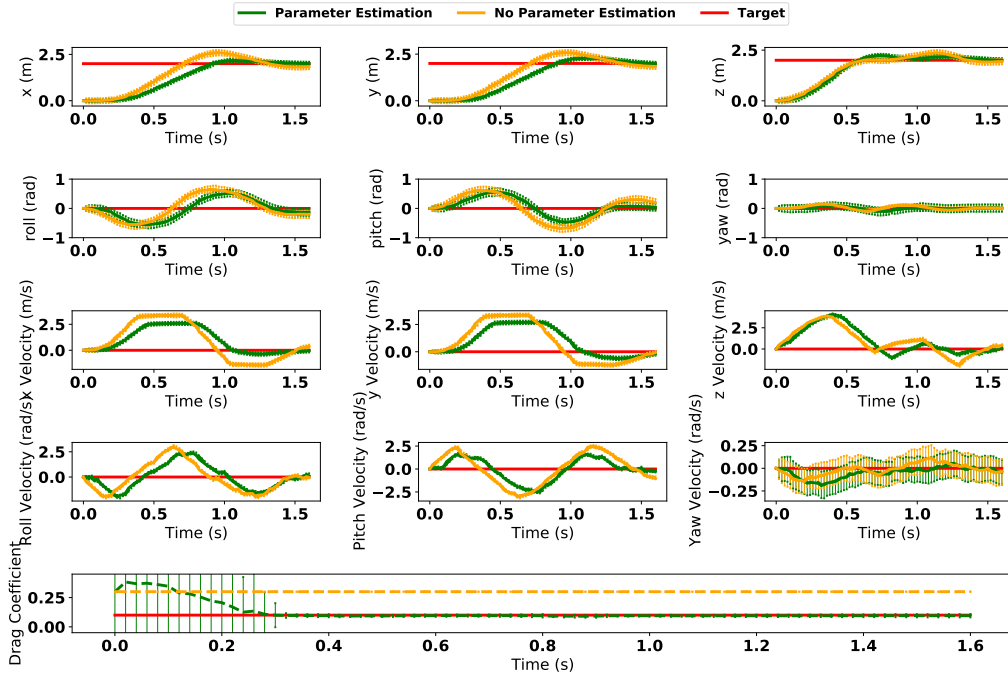 Parameter Estimation No Parameter Estimation Target
x (m) 2.5 0.0
0.0 0.5 1.0 1.5
Time (s)
y (m) 2.5 0.0
0.0 0.5 1.0 1.5
Time (s)
z (m) 2.5 0.0
0.0 0.5 1.0 1.5
Time (s)
roll (rad) 1 0 −1
0.0 0.5 1.0 1.5
Time (s)
pitch (rad) 1 0 −1
0.0 0.5 1.0 1.5
Time (s)
yaw (rad) 1 0 −1
0.0 0.5 1.0 1.5
Time (s)
x Velocity (m/s) 2.5 0.0
0.0 0.5 1.0 1.5
Time (s)
y Velocity (m/s) 2.5 0.0
0.0 0.5 1.0 1.5
Time (s)
z Velocity (m/s) 2.5 0.0
0.0 0.5 1.0 1.5
Time (s)
Roll Velocity (rad/s) 2.5 0.0
0.0 0.5 1.0 1.5
Time (s)
Pitch Velocity (rad/s) 2.5 0.0 −2.5
0.0 0.5 1.0 1.5
Time (s)
Yaw Velocity (rad/s) 0.25 0.00 −0.25
0.0 0.5 1.0 1.5
Time (s)
Drag Coefficient 0.25 0.00
0.0 0.2 0.4 0.6 0.8 1.0 1.2 1.4 1.6
Time (s)